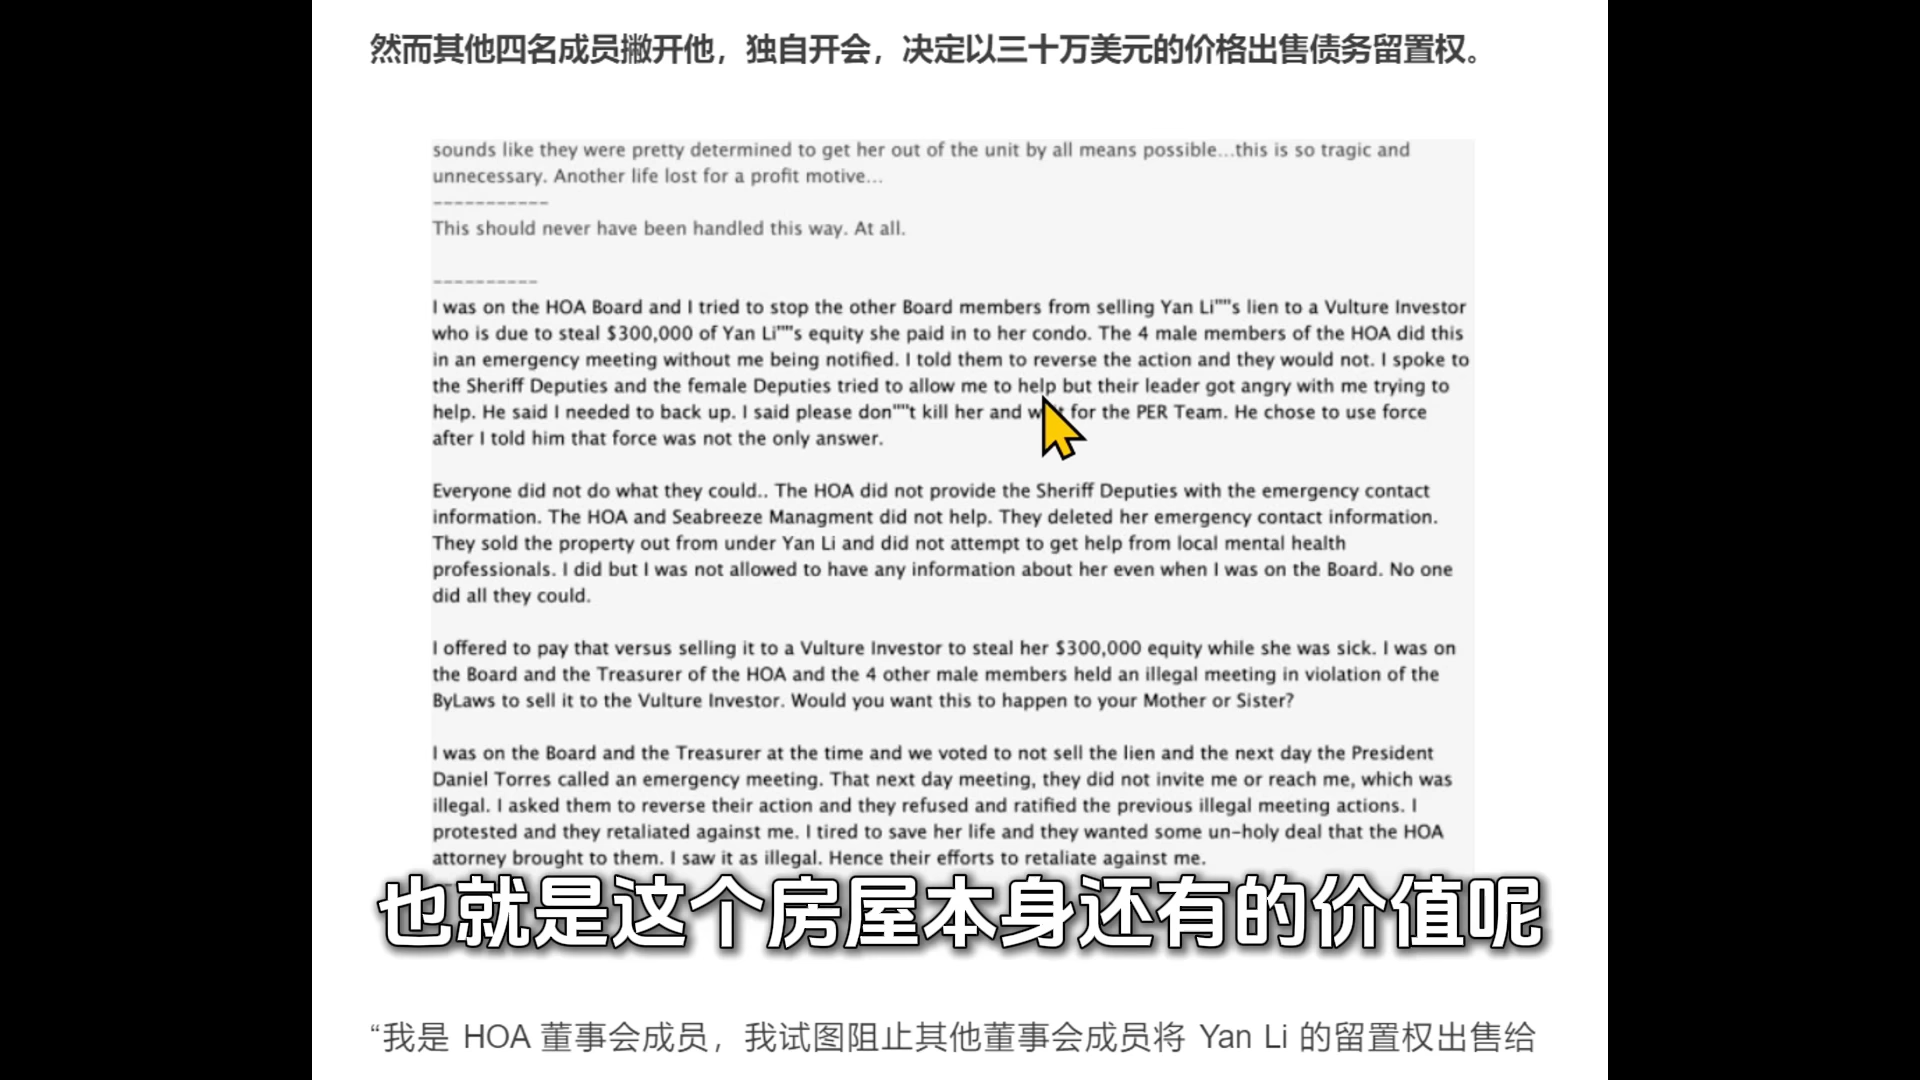 然而其他四名成员撇开他，独自开会，决定以三十万美元的价格出售债务留置权。
sounds like they were pretty determined to get her out of the unit by all means possible...this is so tragic and
unnecessary. Another life lost for a profit motive...
-----------
This should never have been handled this way. At all.
----------
I was on the HOA Board and I tried to stop the other Board members from selling Yan Li""s lien to a Vulture Investor
who is due to steal $300,000 of Yan Li""s equity she paid in to her condo. The 4 male members of the HOA did this
in an emergency meeting without me being notified. I told them to reverse the action and they would not. I spoke to
the Sheriff Deputies and the female Deputies tried to allow me to help but their leader got angry with me trying to
help. He said I needed to back up. I said please don""t kill her and wait for the PER Team. He chose to use force
after I told him that force was not the only answer.
Everyone did not do what they could.. The HOA did not provide the Sheriff Deputies with the emergency contact
information. The HOA and Seabreeze Managment did not help. They deleted her emergency contact information.
They sold the property out from under Yan Li and did not attempt to get help from local mental health
professionals. I did but I was not allowed to have any information about her even when I was on the Board. No one
did all they could.
I offered to pay that versus selling it to a Vulture Investor to steal her $300,000 equity while she was sick. I was on
the Board and the Treasurer of the HOA and the 4 other male members held an illegal meeting in violation of the
ByLaws to sell it to the Vulture Investor. Would you want this to happen to your Mother or Sister?
I was on the Board and the Treasurer at the time and we voted to not sell the lien and the next day the President
Daniel Torres called an emergency meeting. That next day meeting, they did not invite me or reach me, which was
illegal. I asked them to reverse their action and they refused and ratified the previous illegal meeting actions. I
protested and they retaliated against me. I tired to save her life and they wanted some un-holy deal that the HOA
attorney brought to them. I saw it as illegal. Hence their efforts to retaliate against me.
也就是这个房屋本身还有的价值呢
“我是 HOA 董事会成员，我试图阻止其他董事会成员将 Yan Li 的留置权出售给